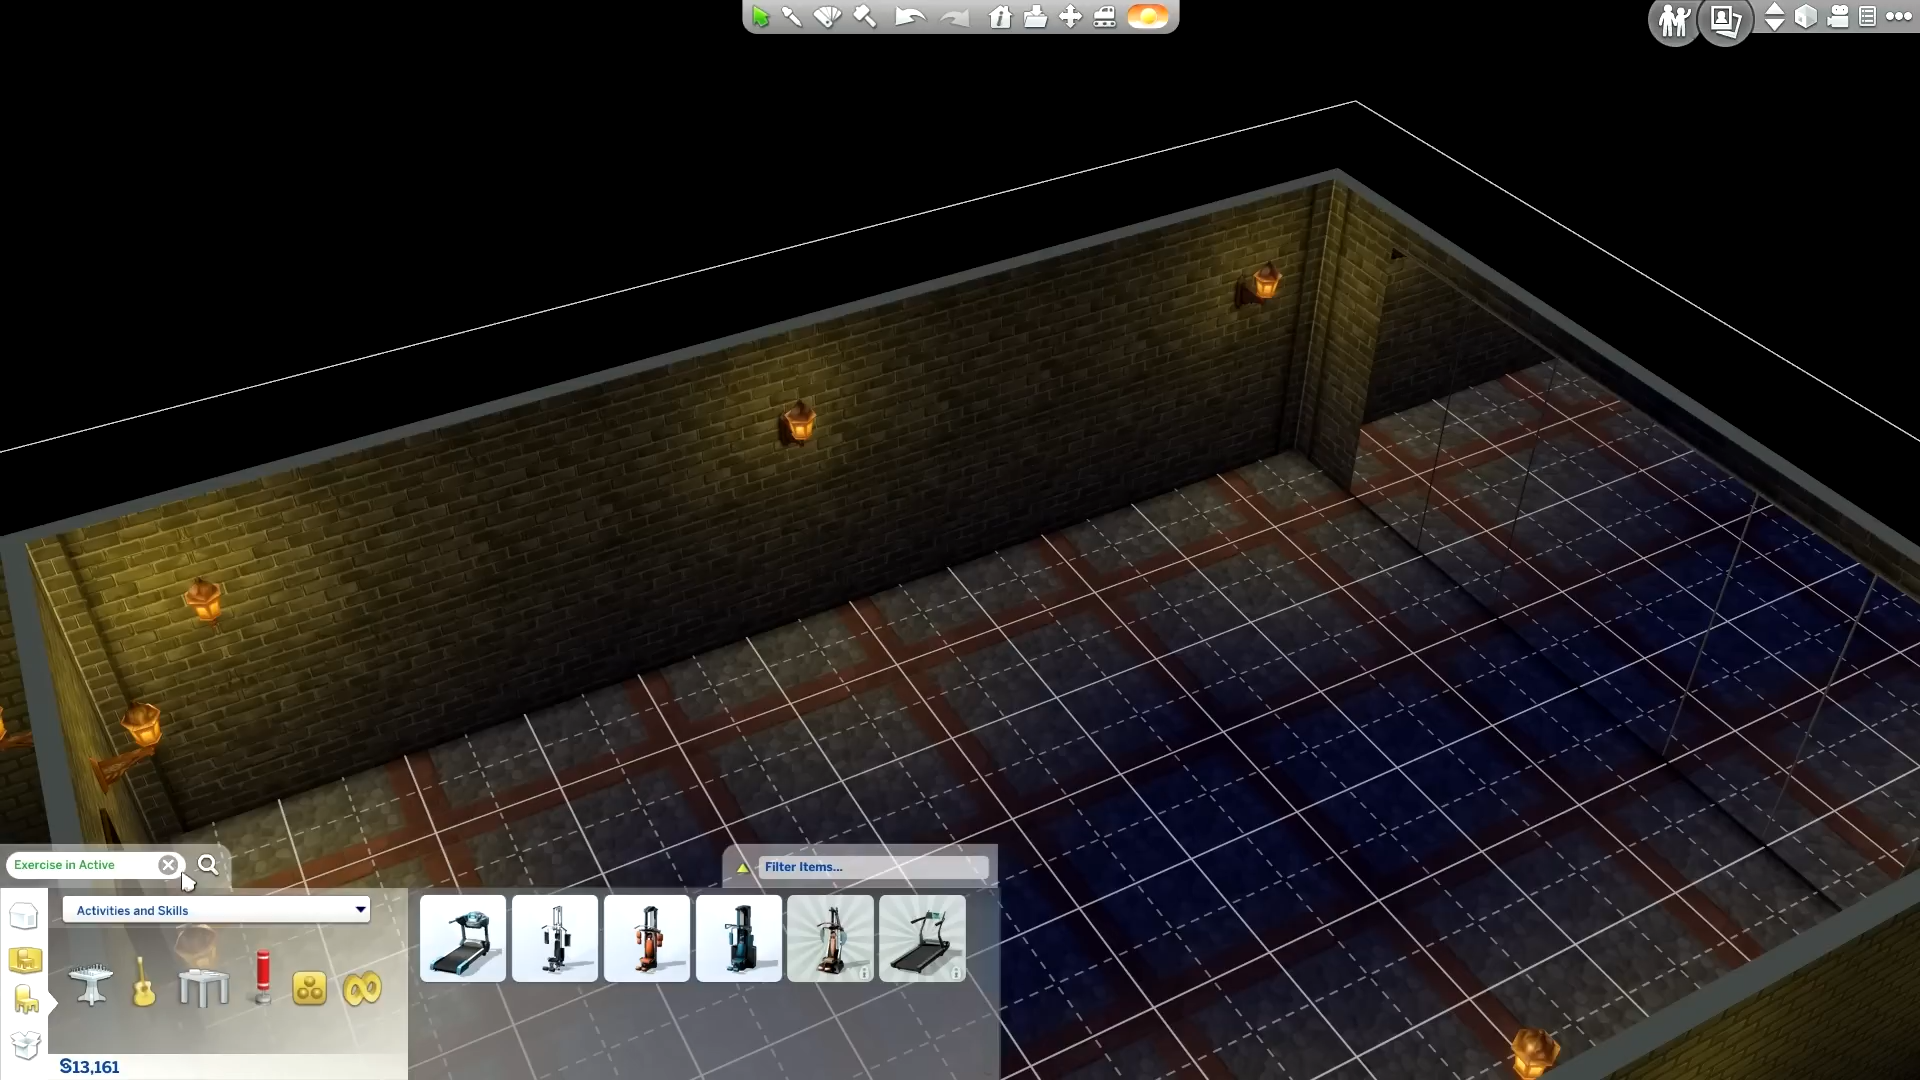 Exercise in Active
Filter Items...
Activities and Skills
§13,161